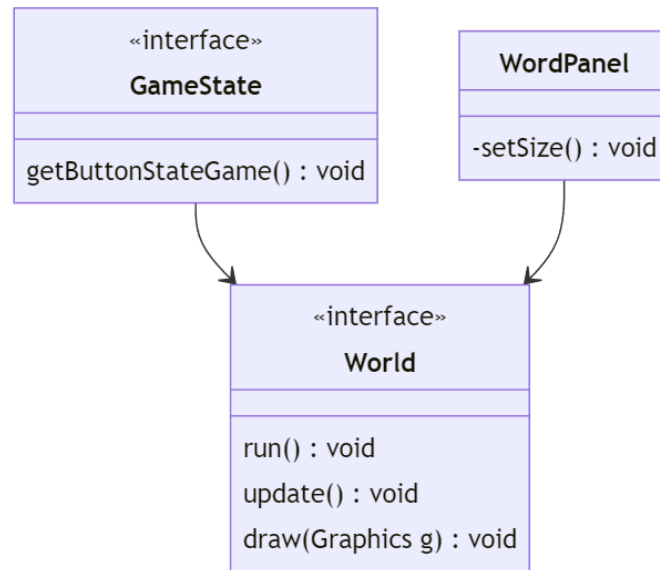 «interface»
GameState
getButtonStateGame() : void
WordPanel
-setSize() : void
«interface»
World
run() : void
update() : void
draw(Graphics g) : void